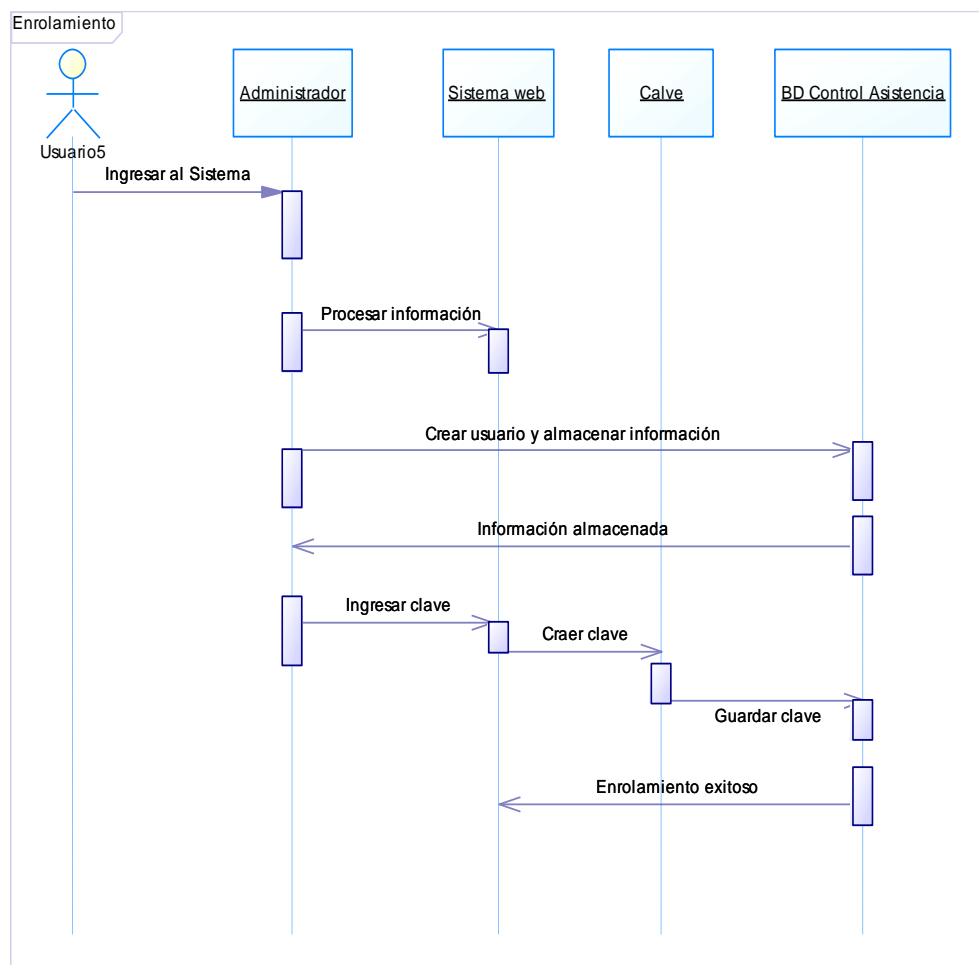 Enrolamiento
Administrador
Sistema web
Calve
BD Control Asistencia
Usuario5
Ingresar al Sistema
Procesar información
Crear usuario y almacenar información
Información almacenada
Ingresar clave
Craer clave
Guardar clave
Enrolamiento exitoso